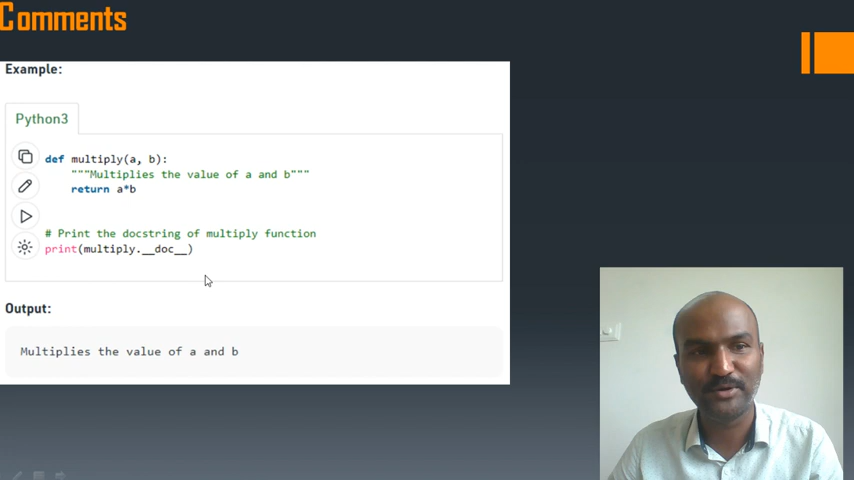 Comments
Example:
Python3
def multiply(a, b):
"""Multiplies the value of a and b"""
return a*b
# Print the docstring of multiply function
print(multiply.__doc__)
Output:
Multiplies the value of a and b